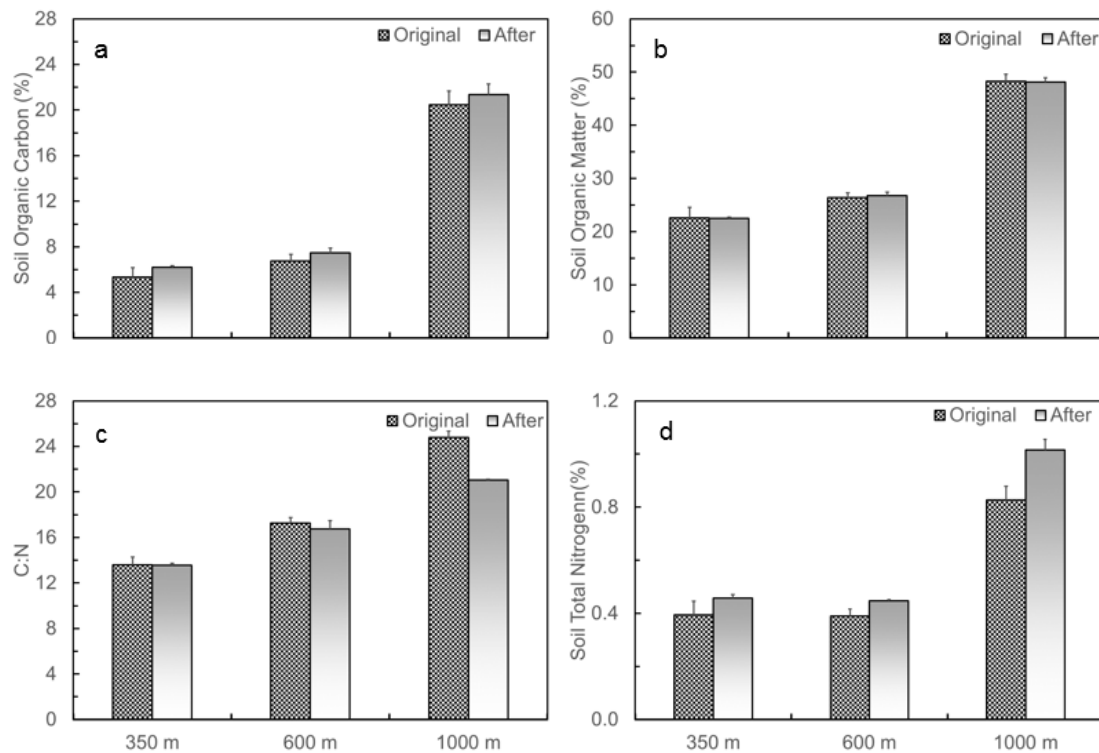 a
Original After
Soil Organic Carbon (%)
28
24
20
16
12
8
4
0
b
Original After
Soil Organic Matter (%)
60
50
40
30
20
10
0
c
Original After
C:N
28
24
20
16
12
8
4
0
350 m 600 m 1000 m
d
Original After
Soil Total Nitrogenn(%)
1.2
0.8
0.4
0.0
350 m 600 m 1000 m